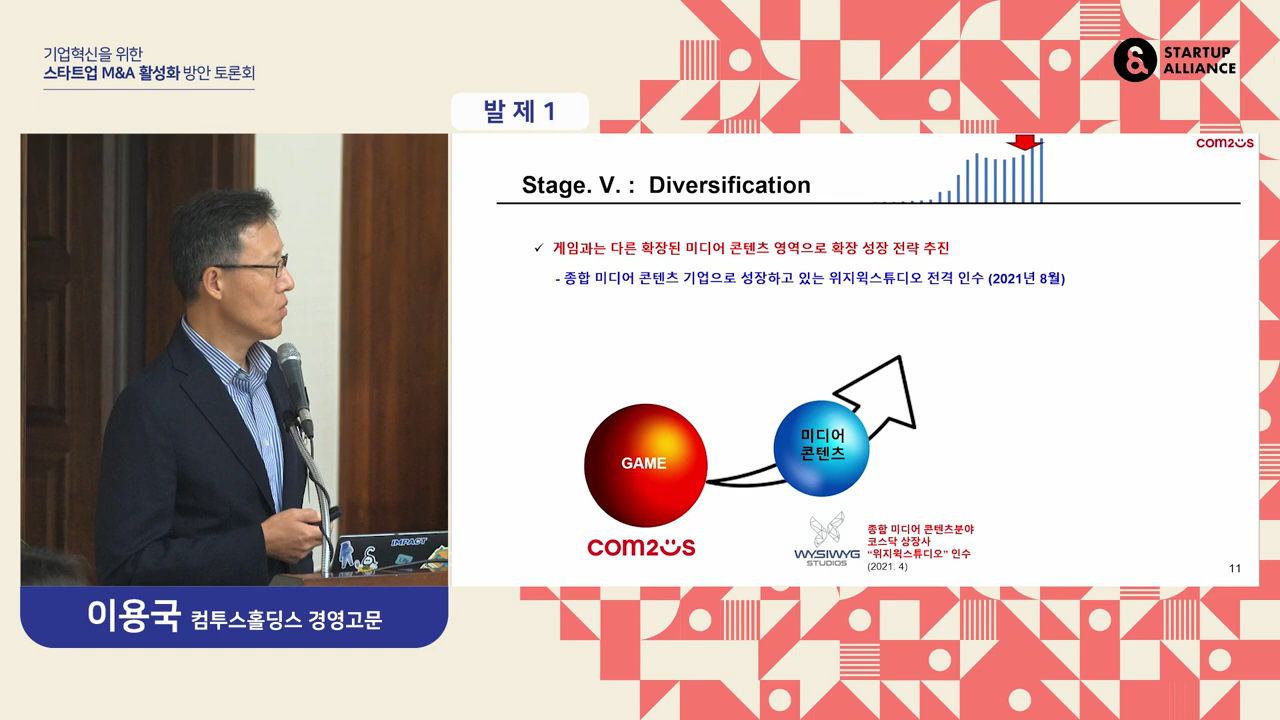 기업혁신을 위한
스타트업 M&A 활성화 방안 토론회
STARTUP
ALLIANCE
발 제 1
com2us
Stage. V. : Diversification
✓ 게임과는 다른 확장된 미디어 콘텐츠 영역으로 확장 성장 전략 추진
- 종합 미디어 콘텐츠 기업으로 성장하고 있는 위지윅스튜디오 전격 인수 (2021년 8월)
GAME
미디어
콘텐츠
com2us
WYSIWYG
STUDIOS
종합 미디어 콘텐츠분야
코스닥 상장사
"위지윅스튜디오" 인수
(2021. 4)
11
IMPACT
이용국 컴투스홀딩스 경영고문